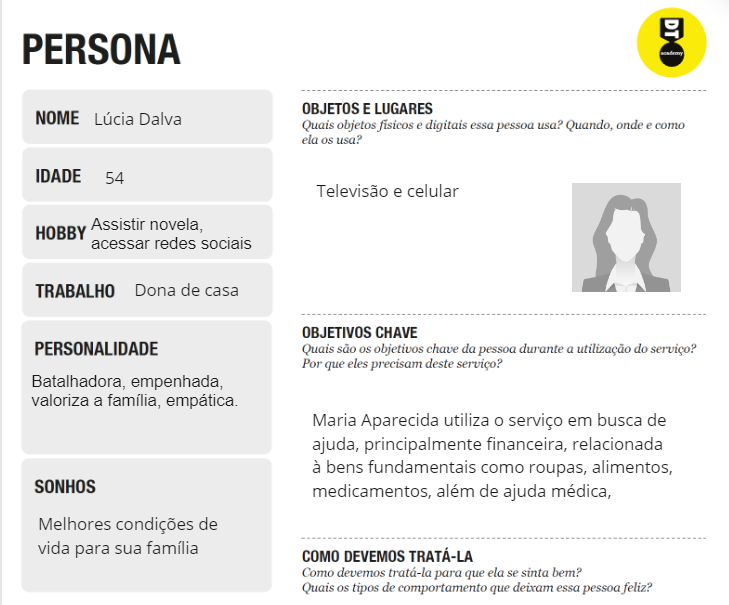 PERSONA
DT
academy
NOME Lúcia Dalva
IDADE 54
HOBBY Assistir novela,
acessar redes sociais
TRABALHO Dona de casa
PERSONALIDADE
Batalhadora, empenhada,
valoriza a família, empática.
SONHOS
Melhores condições de
vida para sua família
OBJETOS E LUGARES
Quais objetos físicos e digitais essa pessoa usa? Quando, onde e como
ela os usa?
Televisão e celular
OBJETIVOS CHAVE
Quais são os objetivos chave da pessoa durante a utilização do serviço?
Por que eles precisam deste serviço?
Maria Aparecida utiliza o serviço em busca de
ajuda, principalmente financeira, relacionada
à bens fundamentais como roupas, alimentos,
medicamentos, além de ajuda médica,
COMO DEVEMOS TRATÁ-LA
Como devemos tratá-la para que ela se sinta bem?
Quais os tipos de comportamento que deixam essa pessoa feliz?